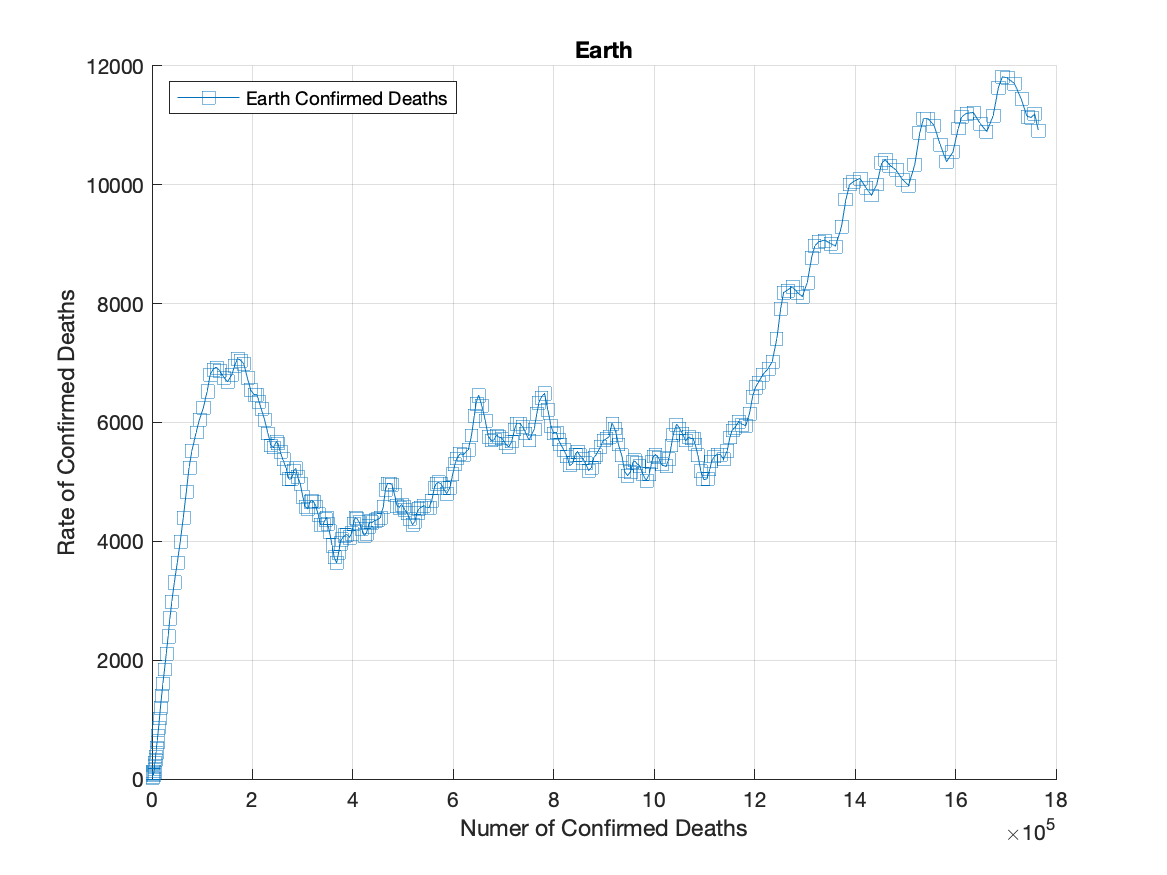 Earth
Earth Confirmed Deaths
12000
10000
8000
6000
4000
2000
0
Rate of Confirmed Deaths
0 2 4 6 8 10 12 14 16 18
Numer of Confirmed Deaths
×10⁵